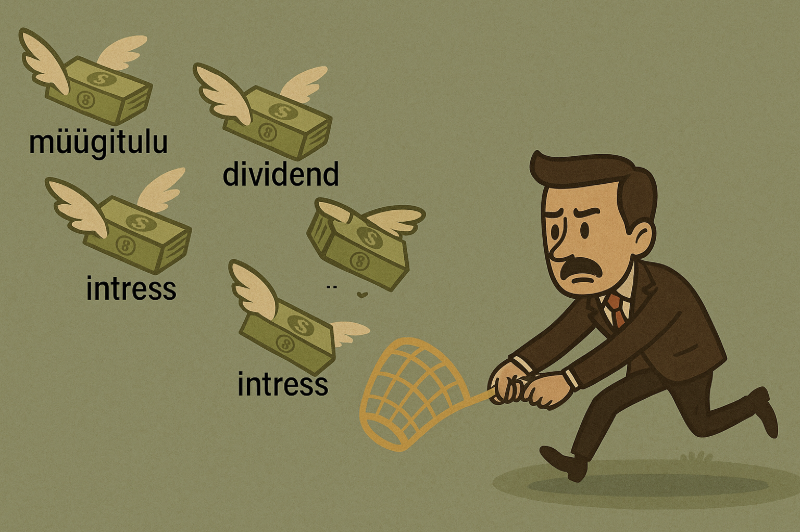 müügitulu
dividend
intress
intress